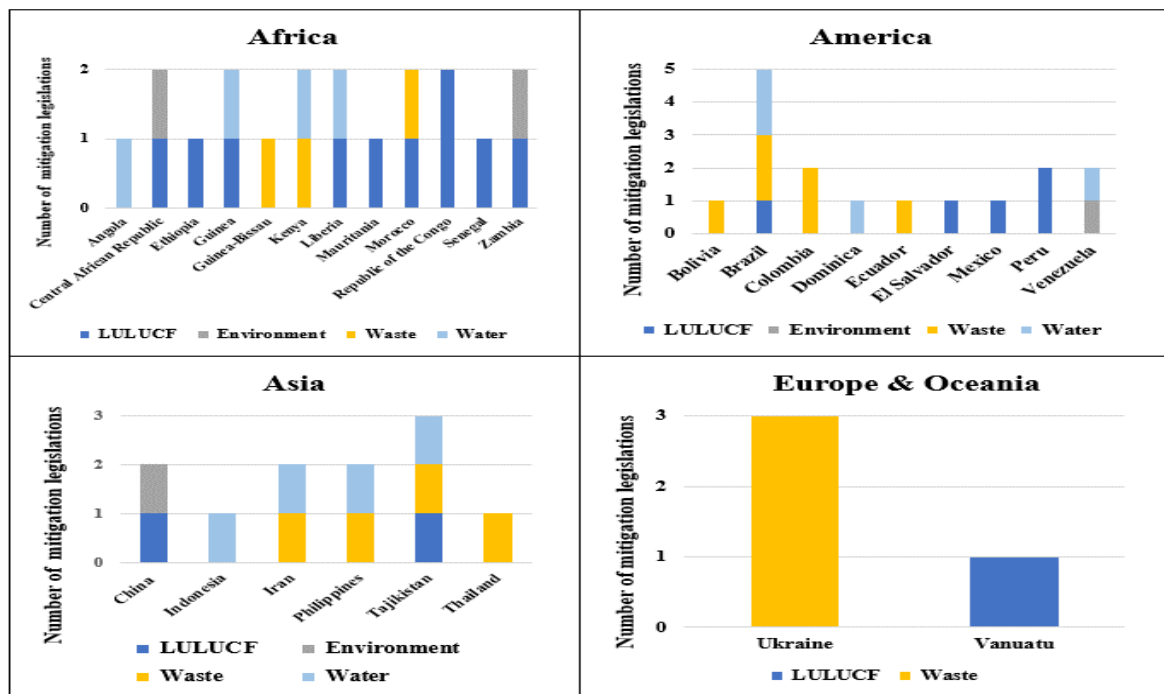 Africa
Number of mitigation legislations
2
1
0
Angola
Central African Republic
Ethiopia
Guinea
Guinea-Bissau
Kenya
Liberia
Mauritania
Morocco
Republic of the Congo
Senegal
Zambia
LULUCF Environment Waste Water
America
Number of mitigation legislations
5
4
3
2
1
0
Bolivia
Brazil
Colombia
Dominica
Ecuador
El Salvador
Mexico
Peru
Venezuela
LULUCF Environment Waste Water
Asia
Number of mitigation legislations
3
2
1
0
China
Indonesia
Iran
Philippines
Tajikistan
Thailand
LULUCF Environment
Waste Water
Europe & Oceania
Number of mitigation legislations
3
2
1
0
Ukraine Vanuatu
LULUCF Waste